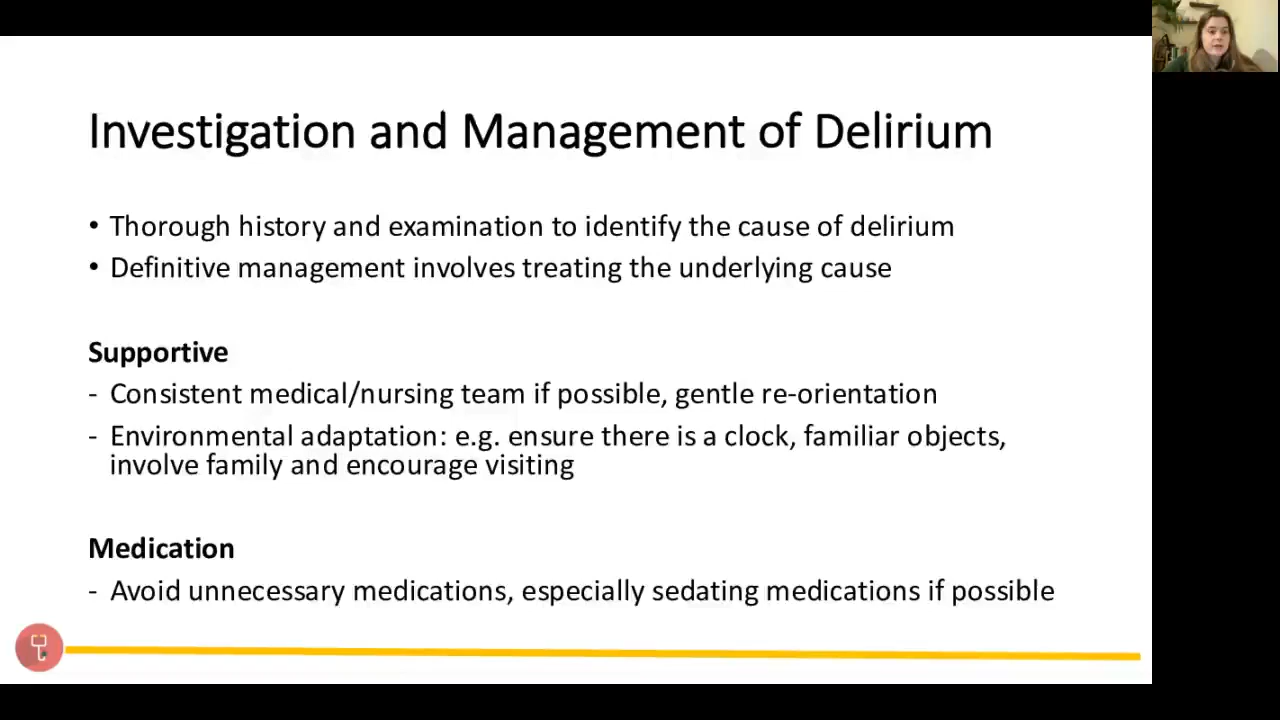 Investigation and Management of Delirium
• Thorough history and examination to identify the cause of delirium
• Definitive management involves treating the underlying cause
Supportive
- Consistent medical/nursing team if possible, gentle re-orientation
- Environmental adaptation: e.g. ensure there is a clock, familiar objects,
involve family and encourage visiting
Medication
- Avoid unnecessary medications, especially sedating medications if possible